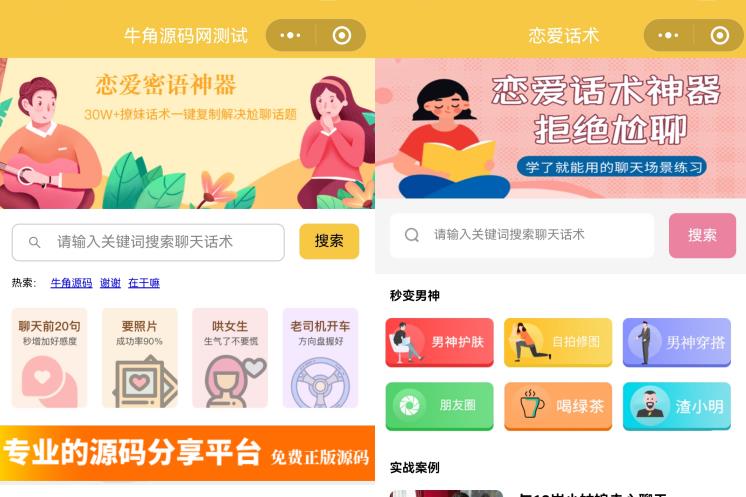 牛角源码网测试
恋爱密语神器
30W+撩妹话术一键复制解决尬聊话题
请输入关键词搜索聊天话术
搜索
热搜： 牛角源码 谢谢 在干嘛
聊天前20句
秒增加好感度
要照片
成功率90%
哄女生
生气了不要慌
老司机开车
方向盘握好
专业的源码分享平台 免费正版源码
恋爱话术
恋爱话术神器
拒绝尬聊
学了就能用的聊天场景练习
请输入关键词搜索聊天话术
搜索
秒变男神
男神护肤
自拍修图
男神穿搭
朋友圈
喝绿茶
渣小明
实战案例